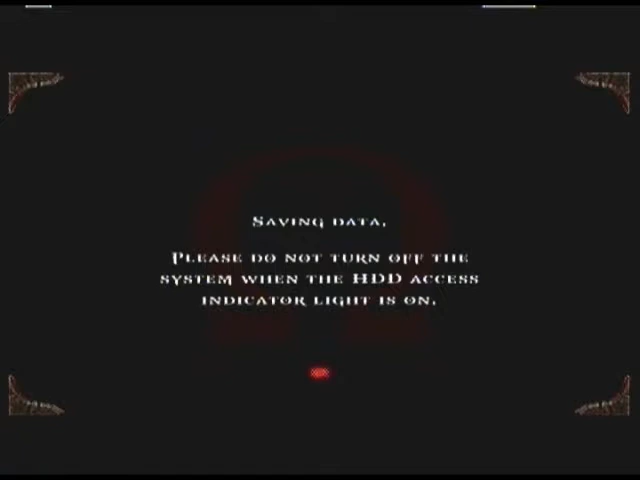 Saving data.
Please do not turn off the
system when the HDD access
indicator light is on.